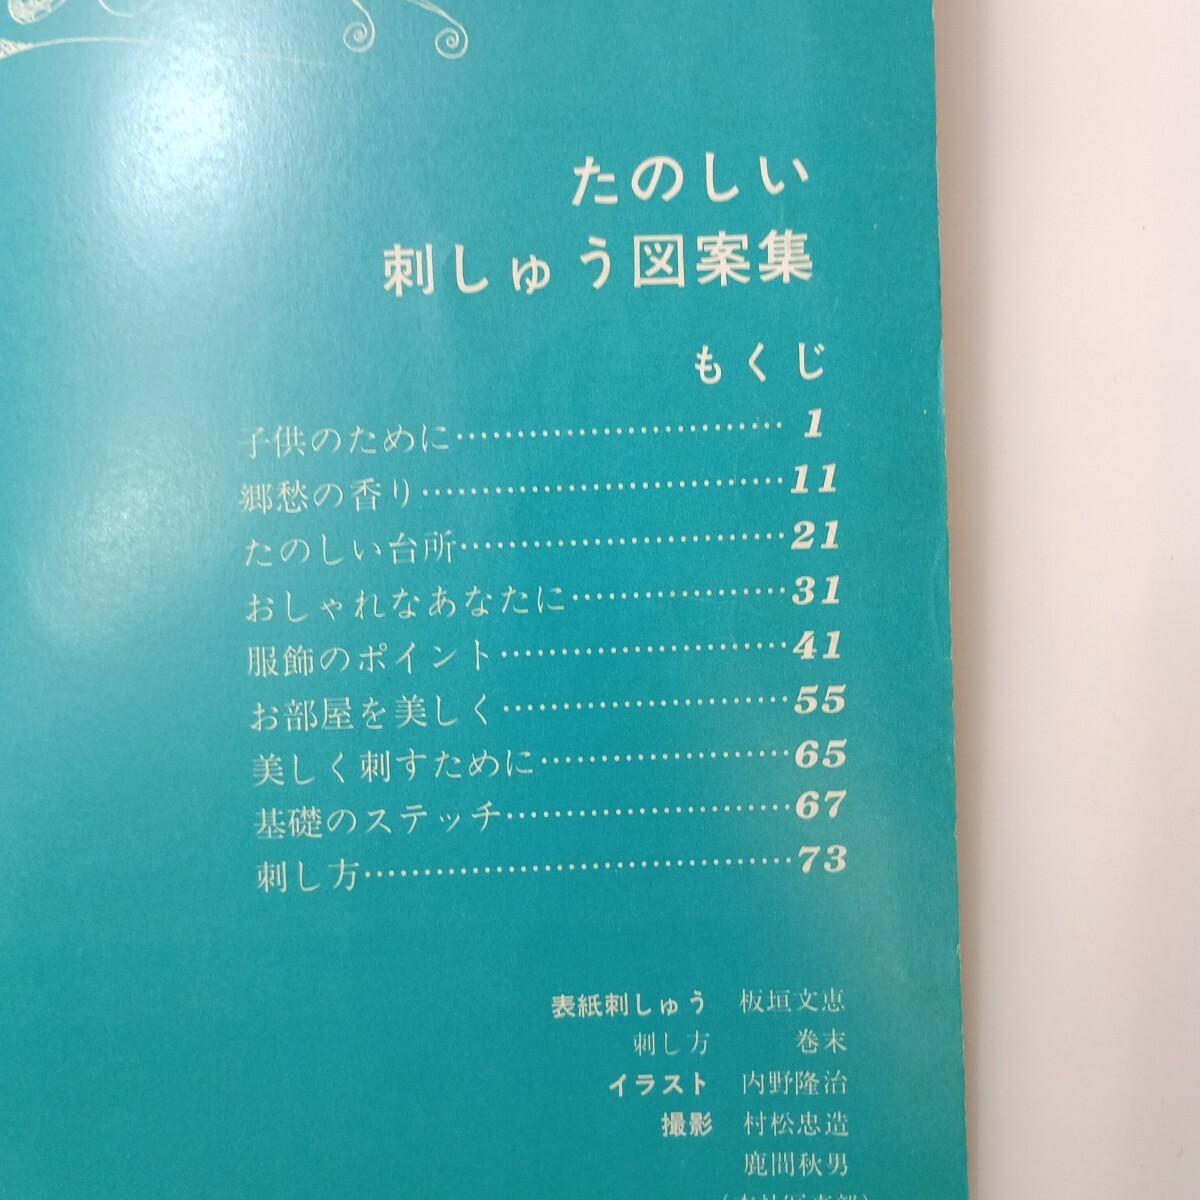 たのしい
刺しゅう図案集
もくじ
子供のために…………………………1
郷愁の香り……………………………11
たのしい台所…………………………21
おしゃれなあなたに…………………31
服飾のポイント………………………41
お部屋を美しく………………………55
美しく刺すために……………………65
基礎のステッチ………………………67
刺し方…………………………………73
表紙刺しゅう 板垣文恵
刺し方 巻末
イラスト 内野隆治
撮影 村松忠造
鹿間秋男